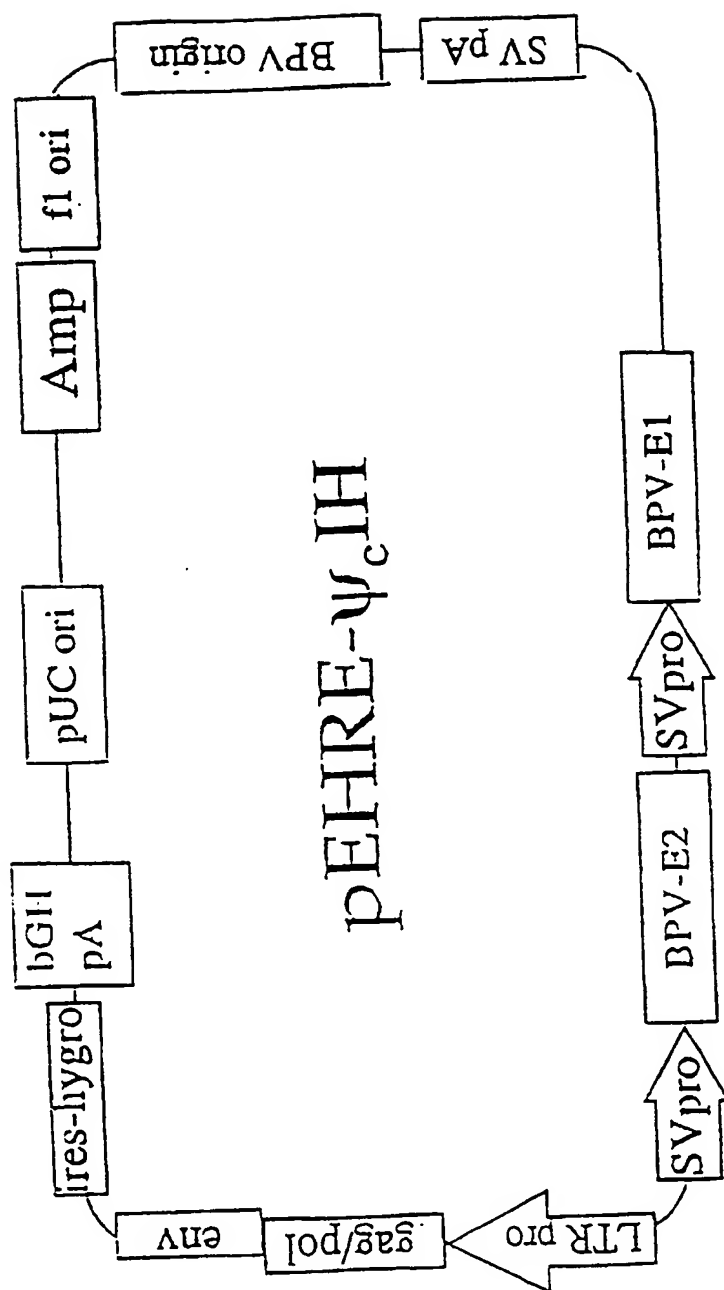 pEHRE-ψcIH
bGH
pA
pUC ori
Amp
f1 ori
BPV origin
SV pA
BPV-E1
SVpro
BPV-E2
SVpro
LTR pro
gag/pol
env
ires-hygro